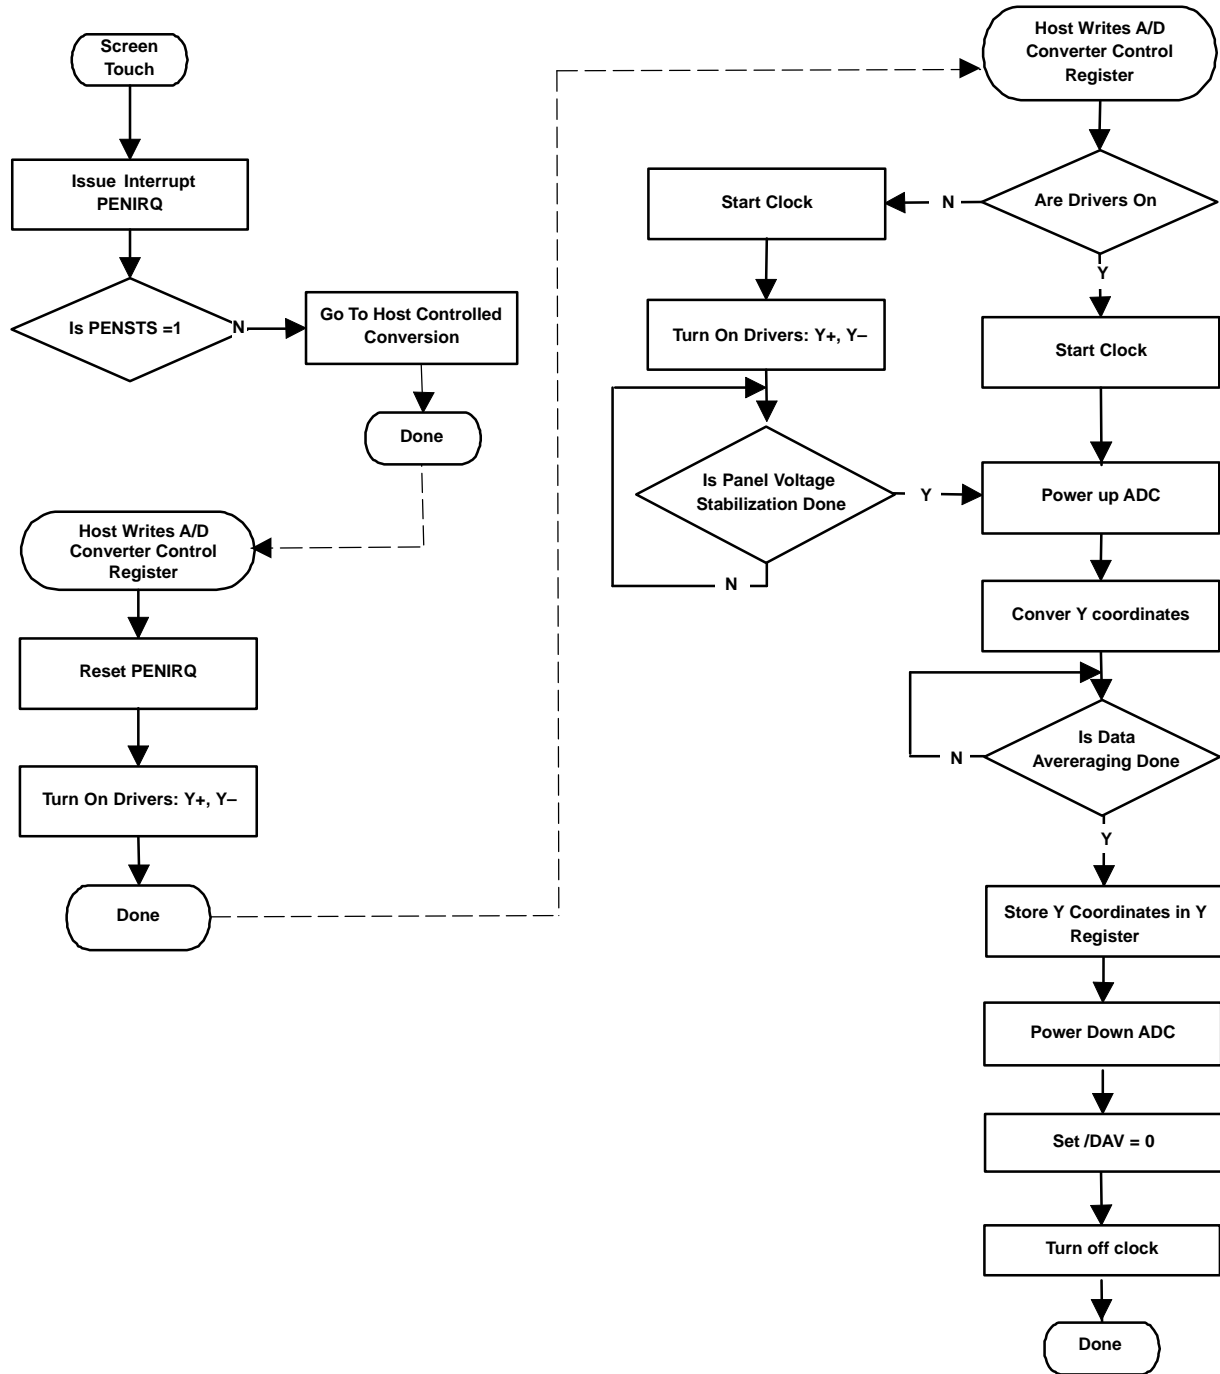 Screen
Touch
Issue Interrupt
PENIRQ
Is PENSTS =1
N
Go To Host Controlled
Conversion
Done
Host Writes A/D
Converter Control
Register
Reset PENIRQ
Turn On Drivers: Y+, Y–
Done
Host Writes A/D
Converter Control
Register
Are Drivers On
N
Start Clock
Turn On Drivers: Y+, Y–
Is Panel Voltage
Stabilization Done
Y
N
Y
Start Clock
Power up ADC
Conver Y coordinates
Is Data
Avereraging Done
N
Y
Store Y Coordinates in Y
Register
Power Down ADC
Set /DAV = 0
Turn off clock
Done